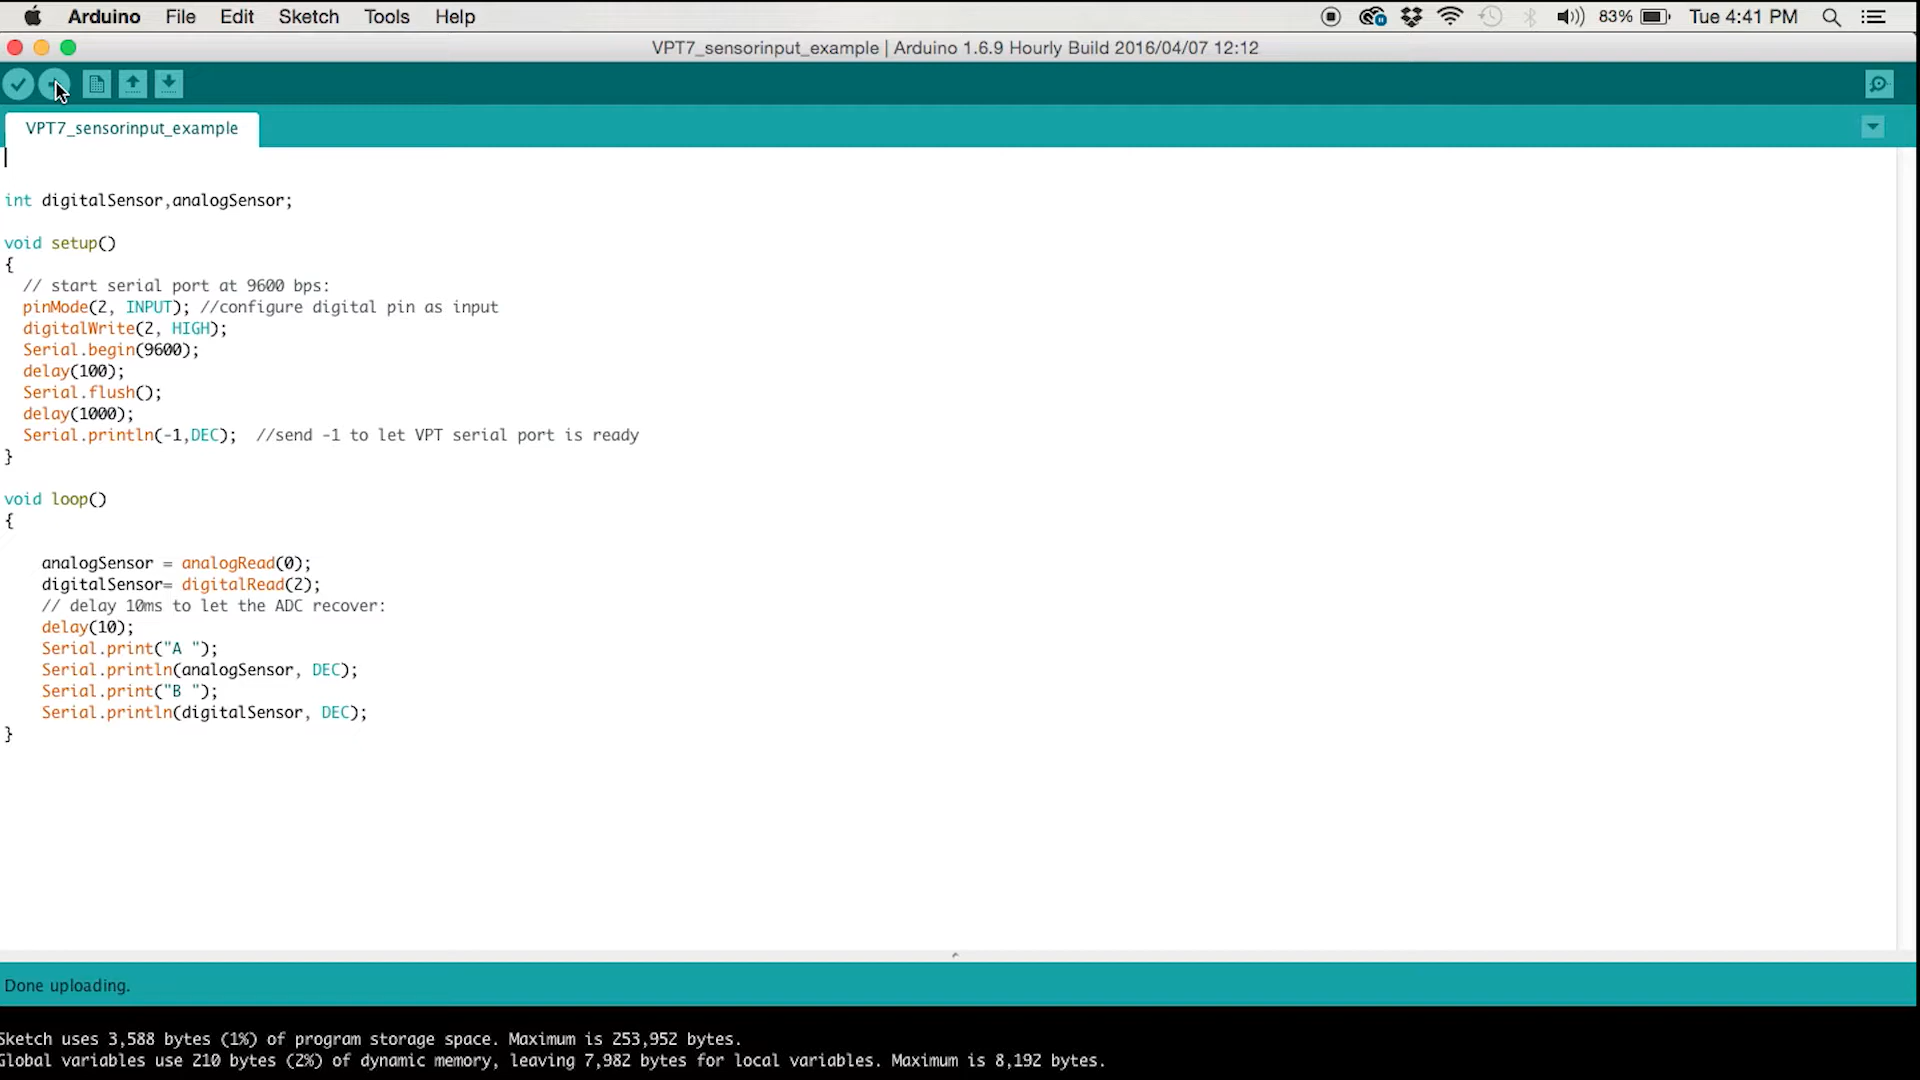 Arduino File Edit Sketch Tools Help 83% Tue 4:41 PM
VPT7_sensorinput_example | Arduino 1.6.9 Hourly Build 2016/04/07 12:12
VPT7_sensorinput_example
int digitalSensor,analogSensor;
void setup()
{
// start serial port at 9600 bps:
pinMode(2, INPUT); //configure digital pin as input
digitalWrite(2, HIGH);
Serial.begin(9600);
delay(100);
Serial.flush();
delay(1000);
Serial.println(-1,DEC);  //send -1 to let VPT serial port is ready
}
void loop()
{
analogSensor = analogRead(0);
digitalSensor= digitalRead(2);
// delay 10ms to let the ADC recover:
delay(10);
Serial.print("A ");
Serial.println(analogSensor, DEC);
Serial.print("B ");
Serial.println(digitalSensor, DEC);
}
Done uploading.
Sketch uses 3,588 bytes (1%) of program storage space. Maximum is 253,952 bytes.
Global variables use 210 bytes (2%) of dynamic memory, leaving 7,982 bytes for local variables. Maximum is 8,192 bytes.